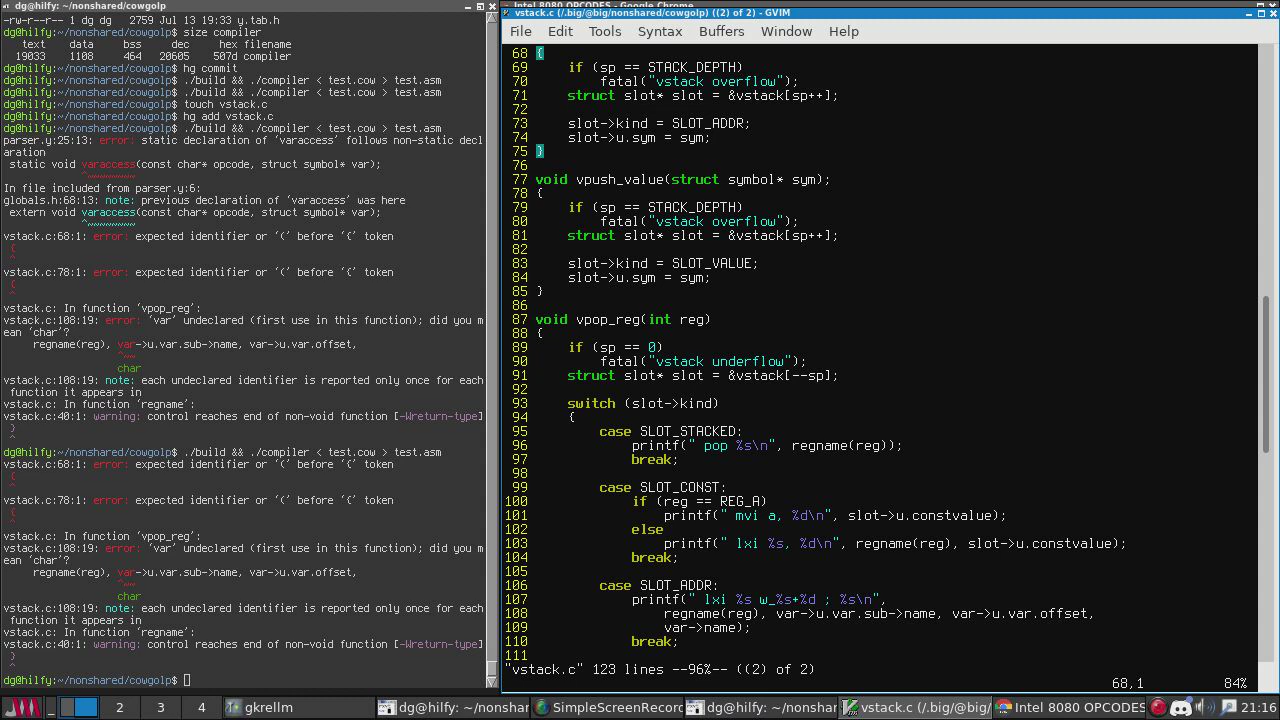 dg@hilfy: ~/nonshared/cowgolp
-r--r--r-- 1 dg dg   2759 Jul 13 19:33 y.tab.h
dg@hilfy:~/nonshared/cowgolp$ size compiler
   text    data     bss     dec     hex filename
  19033    1108     464   20605    507d compiler
dg@hilfy:~/nonshared/cowgolp$ hg commit
dg@hilfy:~/nonshared/cowgolp$ ./build && ./compiler < test.cow > test.asm
dg@hilfy:~/nonshared/cowgolp$ ./build && ./compiler < test.cow > test.asm
dg@hilfy:~/nonshared/cowgolp$ touch vstack.c
dg@hilfy:~/nonshared/cowgolp$ hg add vstack.c
dg@hilfy:~/nonshared/cowgolp$ ./build && ./compiler < test.cow > test.asm
parser.y:25:13: error: static declaration of ‘varaccess’ follows non-static decl
aration
 static void varaccess(const char* opcode, struct symbol* var);
             ^~~~~~~~~
In file included from parser.y:6:
globals.h:68:13: note: previous declaration of ‘varaccess’ was here
 extern void varaccess(const char* opcode, struct symbol* var);
             ^~~~~~~~~
vstack.c:68:1: error: expected identifier or ‘(’ before ‘{’ token
 {
 ^
vstack.c:78:1: error: expected identifier or ‘(’ before ‘{’ token
 {
 ^
vstack.c: In function ‘vpop_reg’:
vstack.c:108:19: error: ‘var’ undeclared (first use in this function); did you m
ean ‘char’?
     regname(reg), var->u.var.sub->name, var->u.var.offset,
                   ^~~
                   char
vstack.c:108:19: note: each undeclared identifier is reported only once for each
 function it appears in
vstack.c: In function ‘regname’:
vstack.c:40:1: warning: control reaches end of non-void function [-Wreturn-type]
 }
 ^
dg@hilfy:~/nonshared/cowgolp$ ./build && ./compiler < test.cow > test.asm
vstack.c:68:1: error: expected identifier or ‘(’ before ‘{’ token
 {
 ^
vstack.c:78:1: error: expected identifier or ‘(’ before ‘{’ token
 {
 ^
vstack.c: In function ‘vpop_reg’:
vstack.c:108:19: error: ‘var’ undeclared (first use in this function); did you m
ean ‘char’?
     regname(reg), var->u.var.sub->name, var->u.var.offset,
                   ^~~
                   char
vstack.c:108:19: note: each undeclared identifier is reported only once for each
 function it appears in
vstack.c: In function ‘regname’:
vstack.c:40:1: warning: control reaches end of non-void function [-Wreturn-type]
 }
 ^
dg@hilfy:~/nonshared/cowgolp$
Intel 8080 OPCODES - Google Chrome
vstack.c (/.big/@big/nonshared/cowgolp) ((2) of 2) - GVIM
File Edit Tools Syntax Buffers Window Help
68 {
69     if (sp == STACK_DEPTH)
70         fatal("vstack overflow");
71     struct slot* slot = &vstack[sp++];
72
73     slot->kind = SLOT_ADDR;
74     slot->u.sym = sym;
75 }
76
77 void vpush_value(struct symbol* sym);
78 {
79     if (sp == STACK_DEPTH)
80         fatal("vstack overflow");
81     struct slot* slot = &vstack[sp++];
82
83     slot->kind = SLOT_VALUE;
84     slot->u.sym = sym;
85 }
86
87 void vpop_reg(int reg)
88 {
89     if (sp == 0)
90         fatal("vstack underflow");
91     struct slot* slot = &vstack[--sp];
92
93     switch (slot->kind)
94     {
95         case SLOT_STACKED:
96             printf(" pop %s\n", regname(reg));
97             break;
98
99         case SLOT_CONST:
100             if (reg == REG_A)
101                 printf(" mvi a, %d\n", slot->u.constvalue);
102             else
103                 printf(" lxi %s, %d\n", regname(reg), slot->u.constvalue);
104             break;
105
106         case SLOT_ADDR:
107             printf(" lxi %s w_%s+%d ; %s\n",
108                 regname(reg), var->u.var.sub->name, var->u.var.offset,
109                 var->name);
110             break;
111
"vstack.c" 123 lines --96%-- ((2) of 2)
68,1 84%
2 3 4 gkrellm dg@hilfy: ~/nonshar SimpleScreenRecor dg@hilfy: ~/nonshar vstack.c (/.big/@big/ Intel 8080 OPCODES 21:16